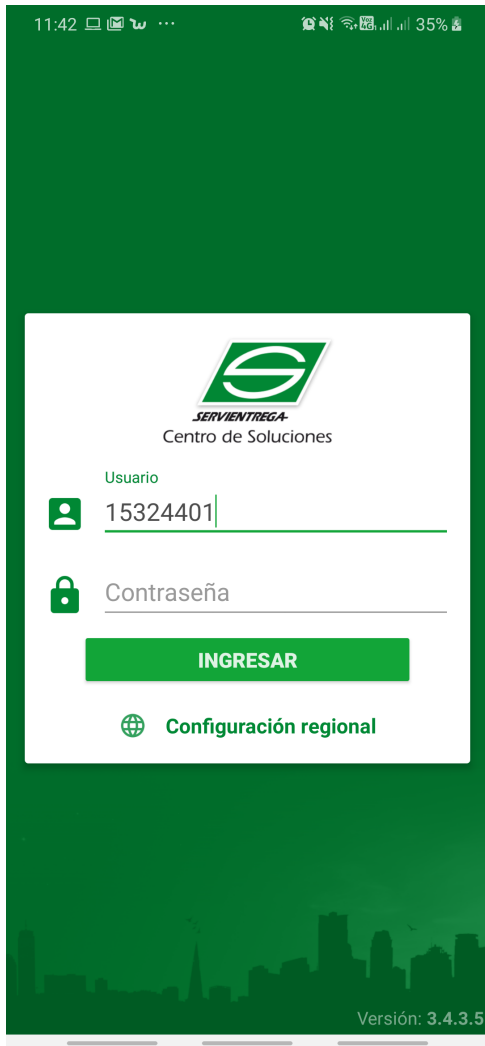 11:42
35%
SERVIENTREGA
Centro de Soluciones
Usuario
15324401
Contraseña
INGRESAR
Configuración regional
Versión: 3.4.3.5